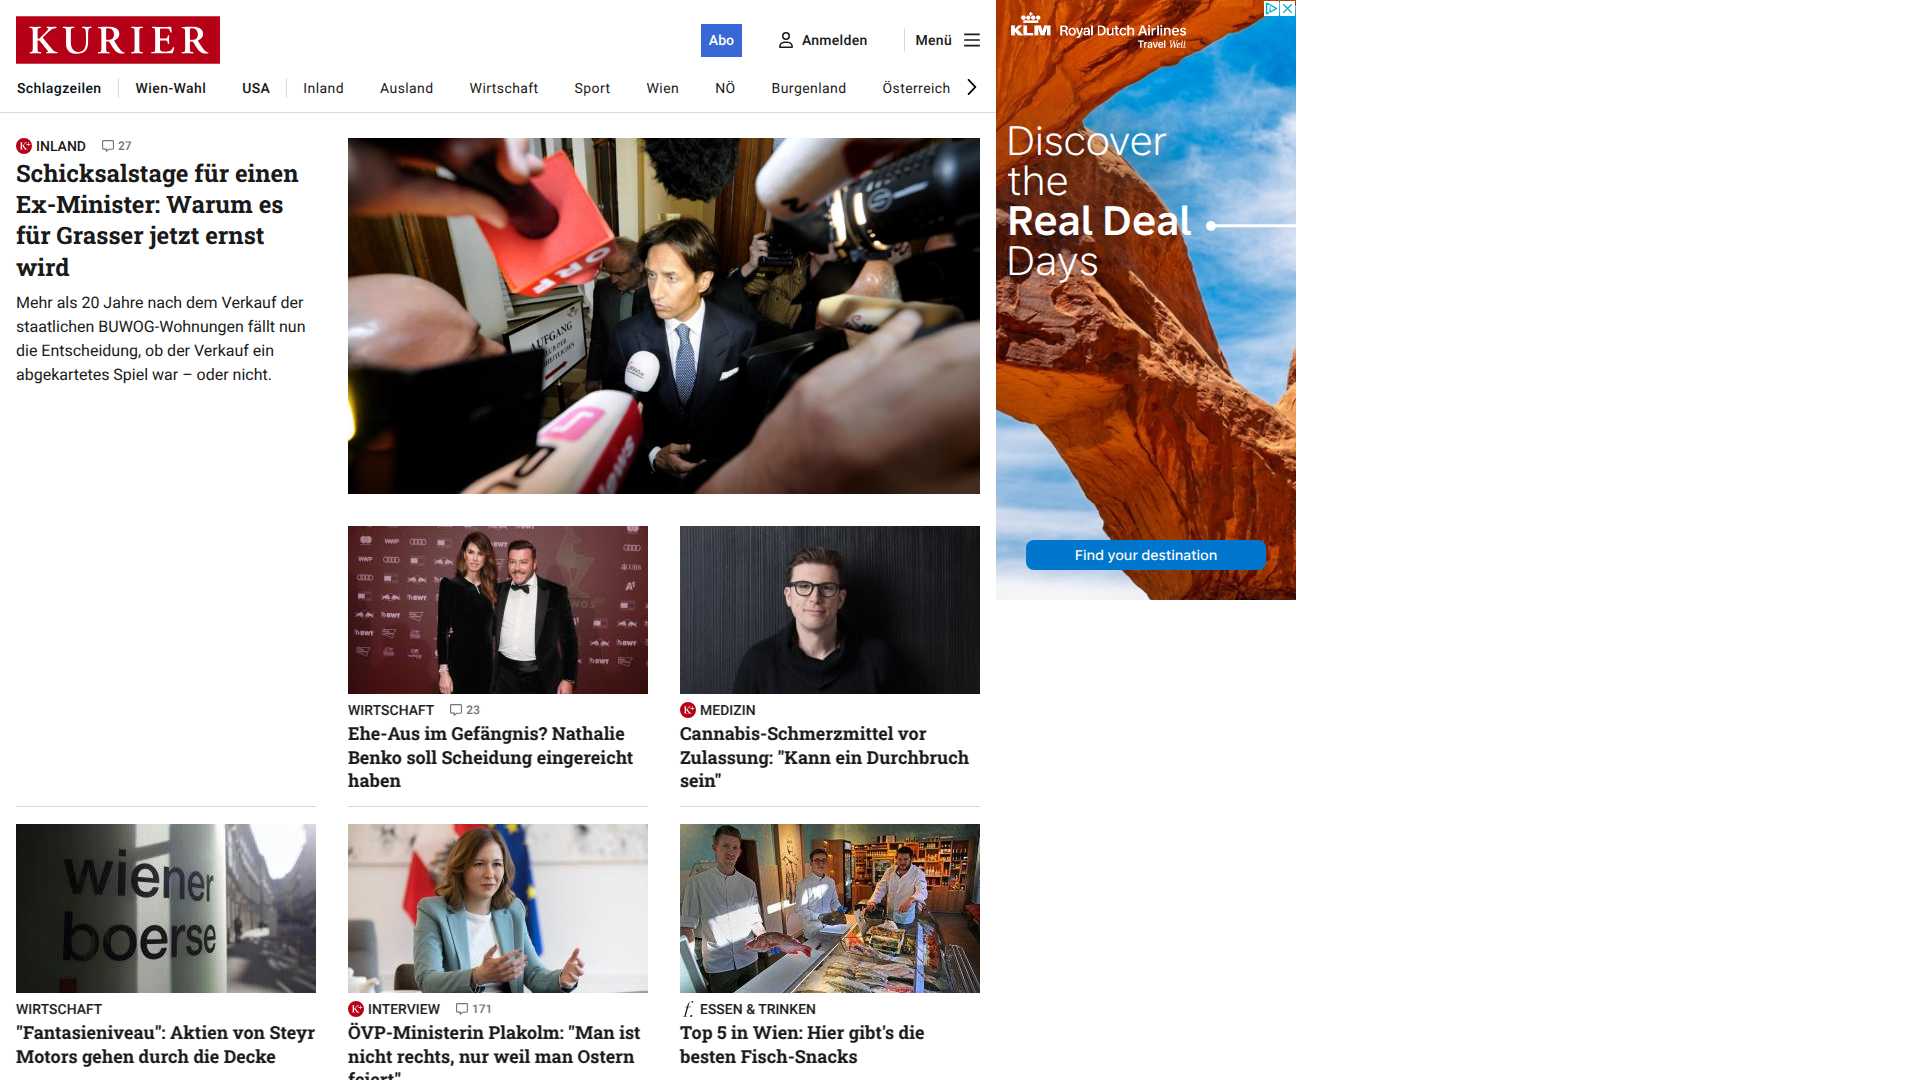 KURIER
Abo
Anmelden
Menü
Schlagzeilen
Wien-Wahl
USA
Inland
Ausland
Wirtschaft
Sport
Wien
NÖ
Burgenland
Österreich
INLAND
27
Schicksalstage für einen
Ex-Minister: Warum es
für Grasser jetzt ernst
wird
Mehr als 20 Jahre nach dem Verkauf der
staatlichen BUWOG-Wohnungen fällt nun
die Entscheidung, ob der Verkauf ein
abgekartetes Spiel war – oder nicht.
AUFGANG
WIRTSCHAFT
23
Ehe-Aus im Gefängnis? Nathalie
Benko soll Scheidung eingereicht
haben
K+ MEDIZIN
Cannabis-Schmerzmittel vor
Zulassung: "Kann ein Durchbruch
sein"
wiener
boerse
WIRTSCHAFT
"Fantasieniveau": Aktien von Steyr
Motors gehen durch die Decke
K+ INTERVIEW
171
ÖVP-Ministerin Plakolm: "Man ist
nicht rechts, nur weil man Ostern
feiert"
f. ESSEN & TRINKEN
Top 5 in Wien: Hier gibt's die
besten Fisch-Snacks
KLM Royal Dutch Airlines
Travel Well
Discover
the
Real Deal
Days
Find your destination